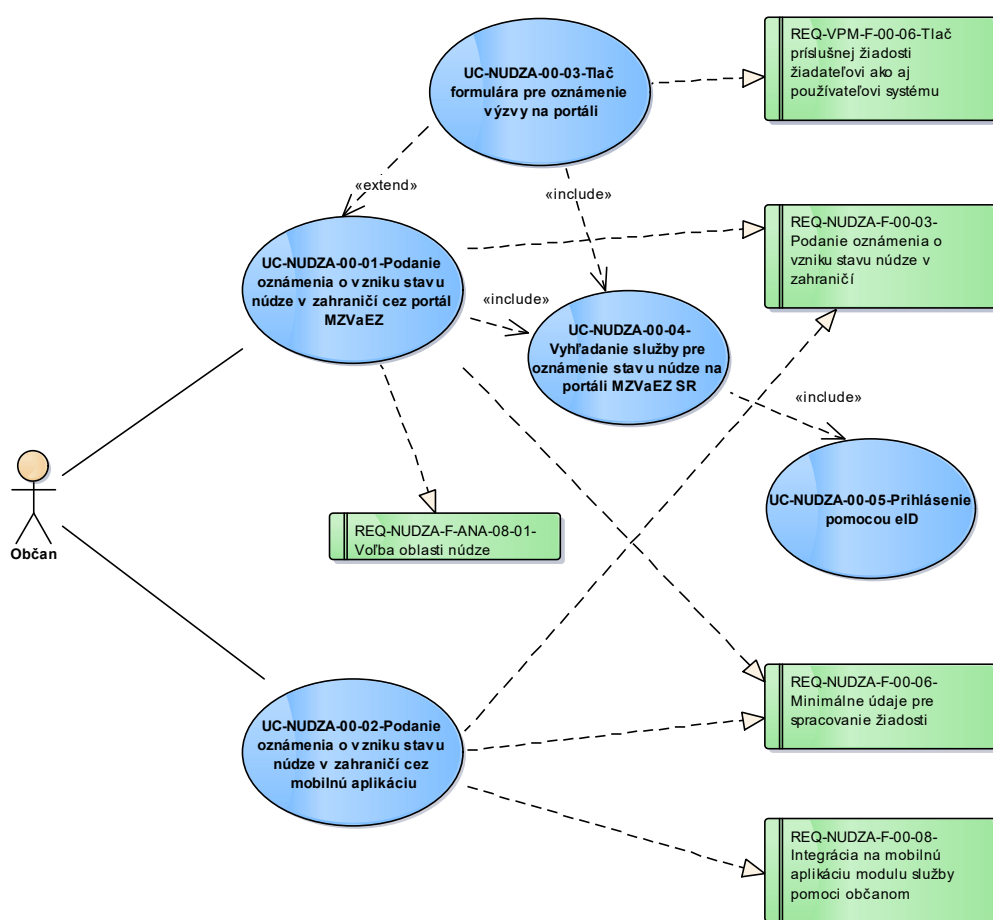 UC-NUDZA-00-03-Tlač
formulára pre oznámenie
výzvy na portáli
REQ-VPM-F-00-06-Tlač
príslušnej žiadosti
žiadateľovi ako aj
používateľovi systému
«extend»
«include»
UC-NUDZA-00-01-Podanie
oznámenia o vzniku stavu
núdze v zahraničí cez portál
MZVaEZ
REQ-NUDZA-F-00-03-
Podanie oznámenia o
vzniku stavu núdze v
zahraničí
«include»
UC-NUDZA-00-04-
Vyhľadanie služby pre
oznámenie stavu núdze na
portáli MZVaEZ SR
«include»
UC-NUDZA-00-05-Prihlásenie
pomocou eID
Občan
REQ-NUDZA-F-ANA-08-01-
Voľba oblasti núdze
UC-NUDZA-00-02-Podanie
oznámenia o vzniku stavu
núdze v zahraničí cez
mobilnú aplikáciu
REQ-NUDZA-F-00-06-
Minimálne údaje pre
spracovanie žiadosti
REQ-NUDZA-F-00-08-
Integrácia na mobilnú
aplikáciu modulu služby
pomoci občanom